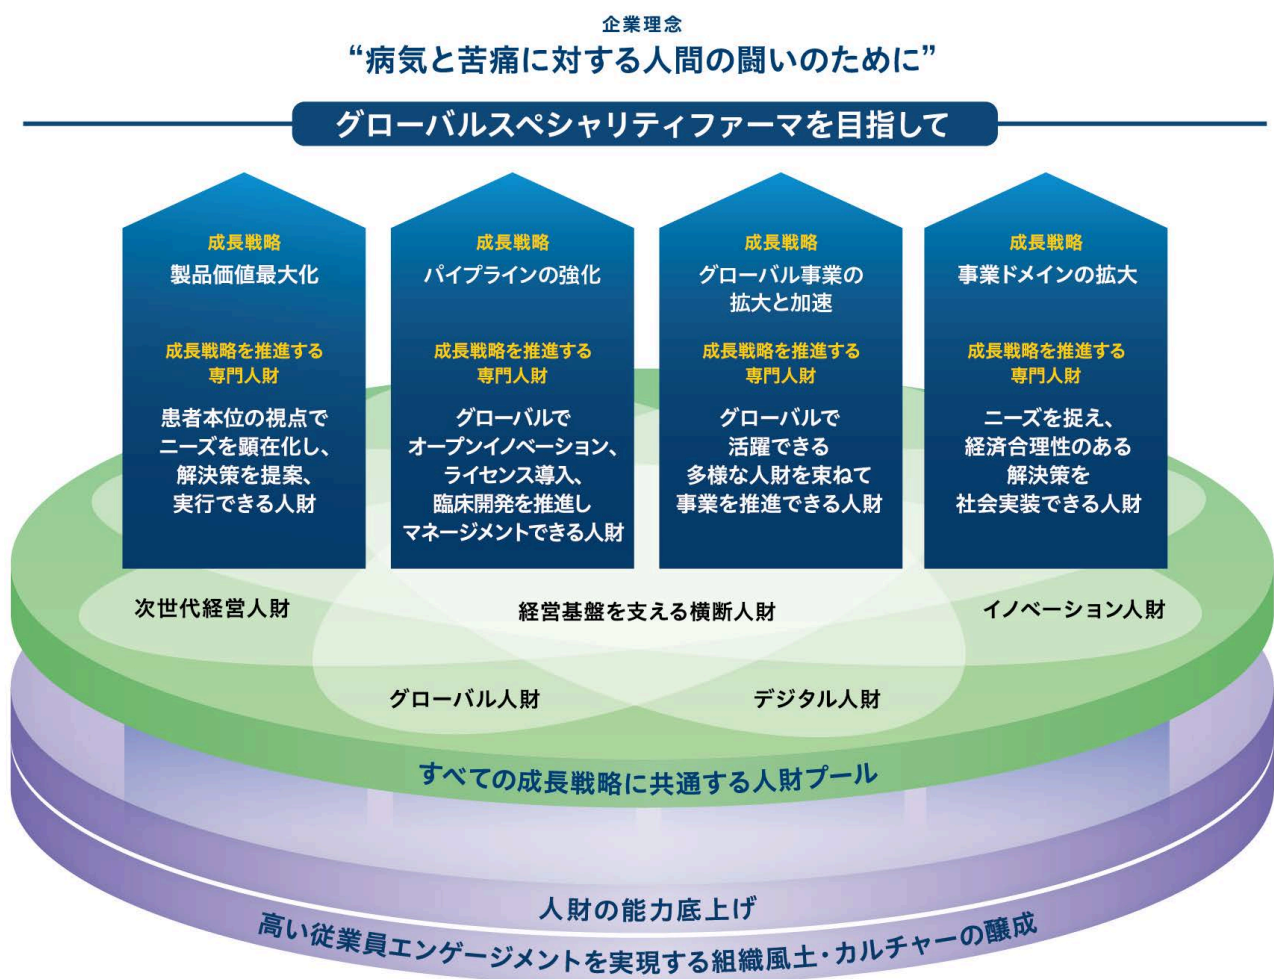 企業理念
“病気と苦痛に対する人間の闘いのために”
グローバルスペシャリティファーマを目指して
成長戦略
製品価値最大化
成長戦略を推進する
専門人財
患者本位の視点で
ニーズを顕在化し、
解決策を提案、
実行できる人財
成長戦略
パイプラインの強化
成長戦略を推進する
専門人財
グローバルで
オープンイノベーション、
ライセンス導入、
臨床開発を推進し
マネージメントできる人財
成長戦略
グローバル事業の
拡大と加速
成長戦略を推進する
専門人財
グローバルで
活躍できる
多様な人財を束ねて
事業を推進できる人財
成長戦略
事業ドメインの拡大
成長戦略を推進する
専門人財
ニーズを捉え、
経済合理性のある
解決策を
社会実装できる人財
次世代経営人財
経営基盤を支える横断人財
イノベーション人財
グローバル人財
デジタル人財
すべての成長戦略に共通する人財プール
人財の能力底上げ
高い従業員エンゲージメントを実現する組織風土・カルチャーの醸成